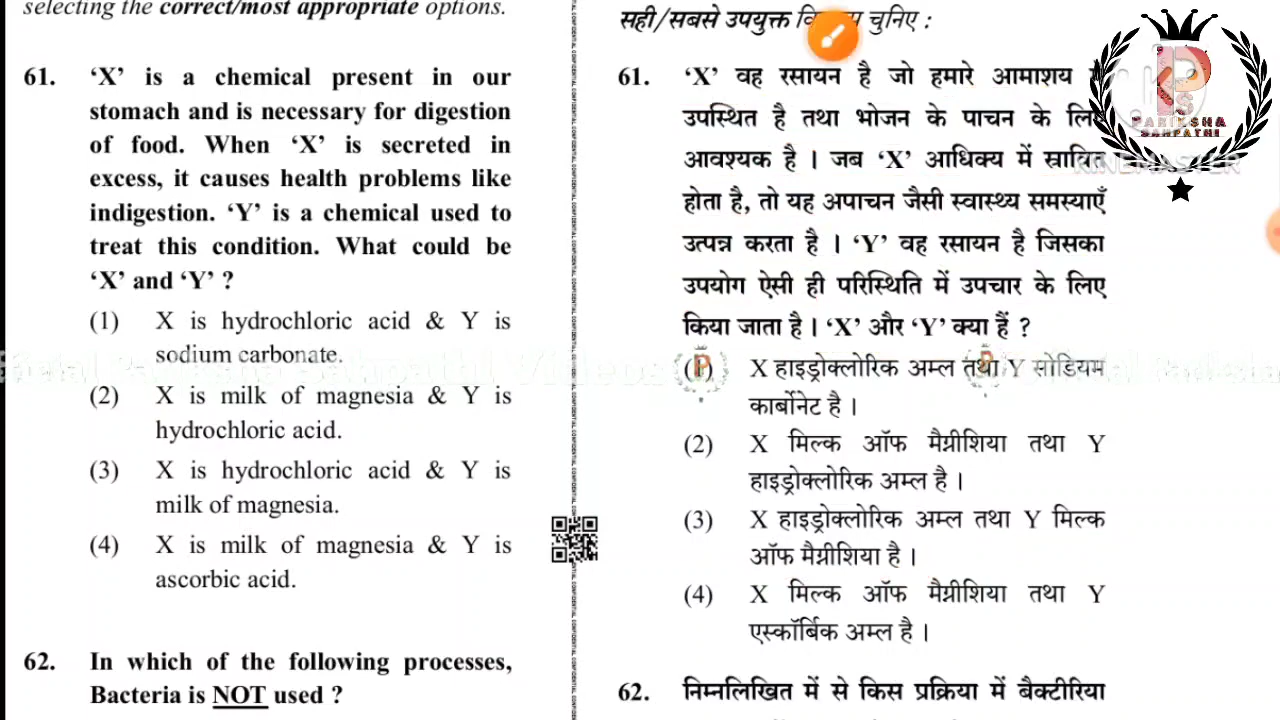 selecting the correct/most appropriate options.
61. ‘X’ is a chemical present in our
stomach and is necessary for digestion
of food. When ‘X’ is secreted in
excess, it causes health problems like
indigestion. ‘Y’ is a chemical used to
treat this condition. What could be
‘X’ and ‘Y’ ?
(1) X is hydrochloric acid & Y is
sodium carbonate.
(2) X is milk of magnesia & Y is
hydrochloric acid.
(3) X is hydrochloric acid & Y is
milk of magnesia.
(4) X is milk of magnesia & Y is
ascorbic acid.
62. In which of the following processes,
Bacteria is NOT used ?
सही/सबसे उपयुक्त चुनिए :
61. ‘X’ वह रसायन है जो हमारे आमाशय
उपस्थित है तथा भोजन के पाचन के लिए
आवश्यक है । जब ‘X’ आधिक्य में स्रावित
होता है, तो यह अपाचन जैसी स्वास्थ्य समस्याएँ
उत्पन्न करता है । ‘Y’ वह रसायन है जिसका
उपयोग ऐसी ही परिस्थिति में उपचार के लिए
किया जाता है । ‘X’ और ‘Y’ क्या हैं ?
X हाइड्रोक्लोरिक अम्ल तथा Y सोडियम
कार्बोनेट है ।
(2) X मिल्क ऑफ मैग्नीशिया तथा Y
हाइड्रोक्लोरिक अम्ल है ।
(3) X हाइड्रोक्लोरिक अम्ल तथा Y मिल्क
ऑफ मैग्नीशिया है ।
(4) X मिल्क ऑफ मैग्नीशिया तथा Y
एस्कॉर्बिक अम्ल है ।
62. निम्नलिखित में से किस प्रक्रिया में बैक्टीरिया
PARIKSHA
SAHPATHI
KINEMASTER